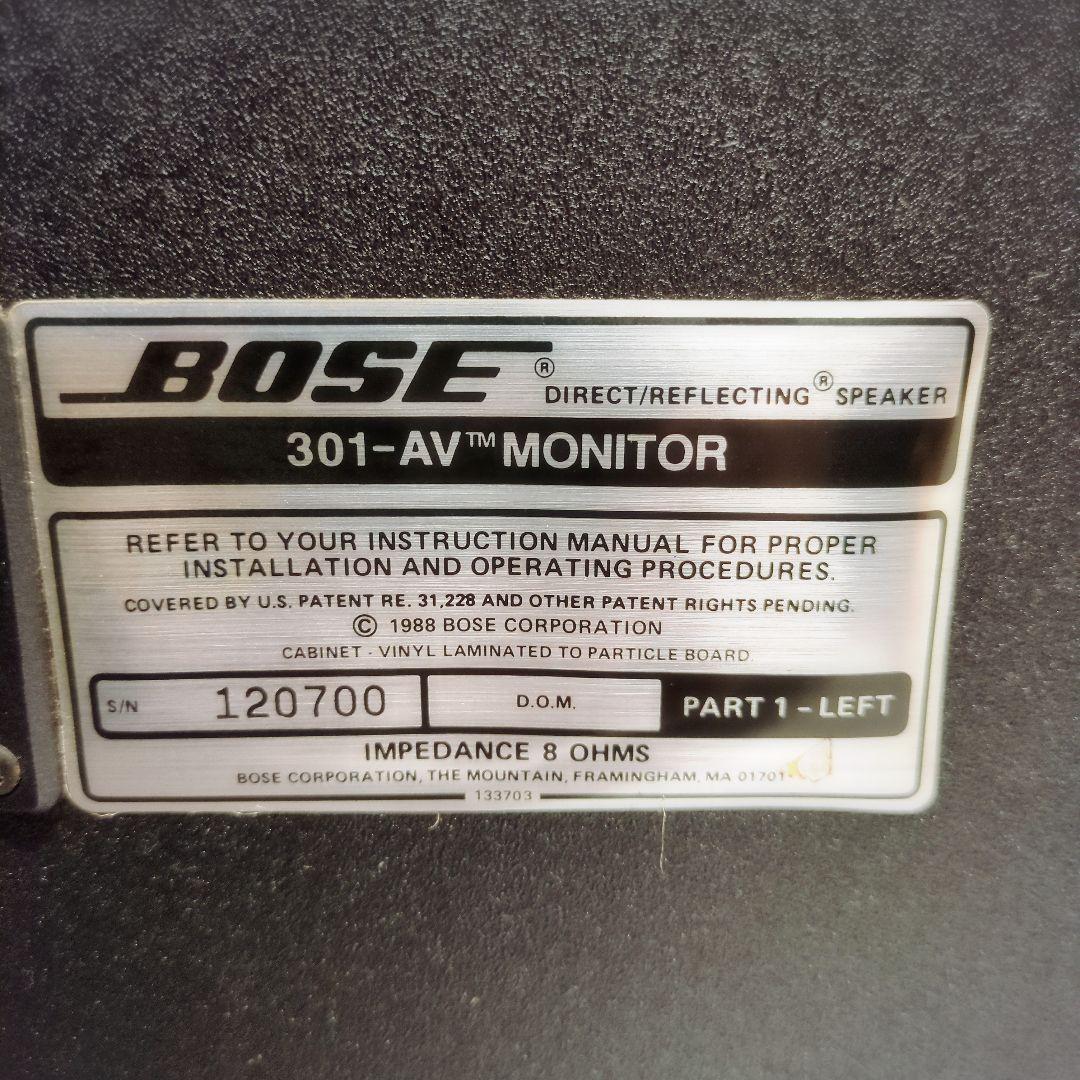 BOSE® DIRECT/REFLECTING® SPEAKER
301-AV™ MONITOR
REFER TO YOUR INSTRUCTION MANUAL FOR PROPER
INSTALLATION AND OPERATING PROCEDURES.
COVERED BY U.S. PATENT RE. 31,228 AND OTHER PATENT RIGHTS PENDING.
© 1988 BOSE CORPORATION
CABINET - VINYL LAMINATED TO PARTICLE BOARD.
S/N 120700 D.O.M. PART 1 - LEFT
IMPEDANCE 8 OHMS
BOSE CORPORATION, THE MOUNTAIN, FRAMINGHAM, MA 01701
133703